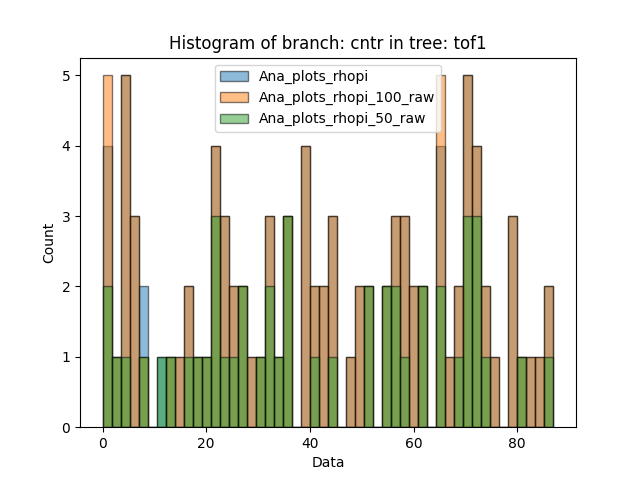 Histogram of branch: cntr in tree: tof1
Ana_plots_rhopi
Ana_plots_rhopi_100_raw
Ana_plots_rhopi_50_raw
Count
5
4
3
2
1
0
0 20 40 60 80
Data